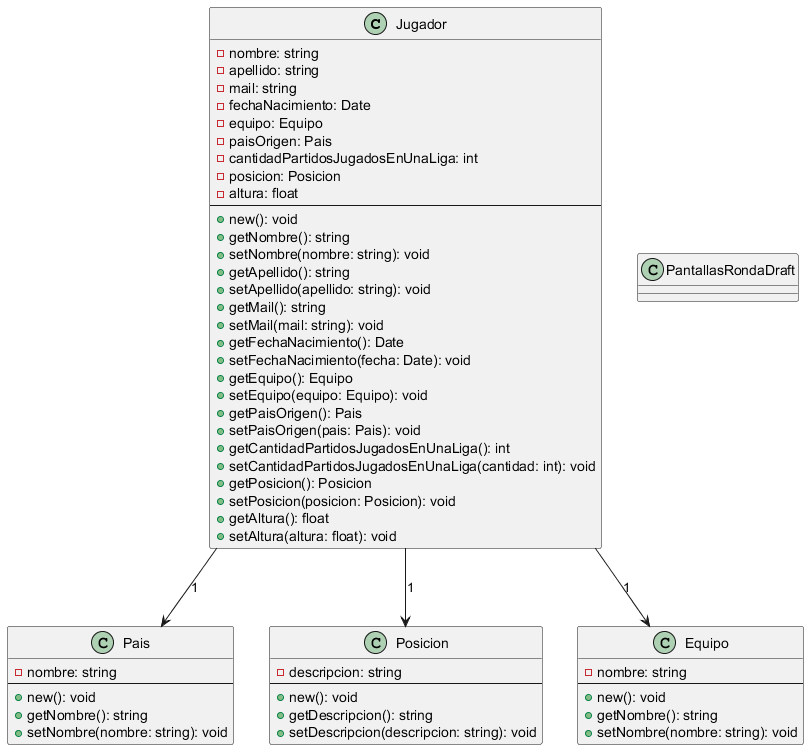 C Jugador
nombre: string
apellido: string
mail: string
fechaNacimiento: Date
equipo: Equipo
paisOrigen: Pais
cantidadPartidosJugadosEnUnaLiga: int
posicion: Posicion
altura: float
new(): void
getNombre(): string
setNombre(nombre: string): void
getApellido(): string
setApellido(apellido: string): void
getMail(): string
setMail(mail: string): void
getFechaNacimiento(): Date
setFechaNacimiento(fecha: Date): void
getEquipo(): Equipo
setEquipo(equipo: Equipo): void
getPaisOrigen(): Pais
setPaisOrigen(pais: Pais): void
getCantidadPartidosJugadosEnUnaLiga(): int
setCantidadPartidosJugadosEnUnaLiga(cantidad: int): void
getPosicion(): Posicion
setPosicion(posicion: Posicion): void
getAltura(): float
setAltura(altura: float): void
C PantallasRondaDraft
1
1
1
C Pais
nombre: string
new(): void
getNombre(): string
setNombre(nombre: string): void
C Posicion
descripcion: string
new(): void
getDescripcion(): string
setDescripcion(descripcion: string): void
C Equipo
nombre: string
new(): void
getNombre(): string
setNombre(nombre: string): void